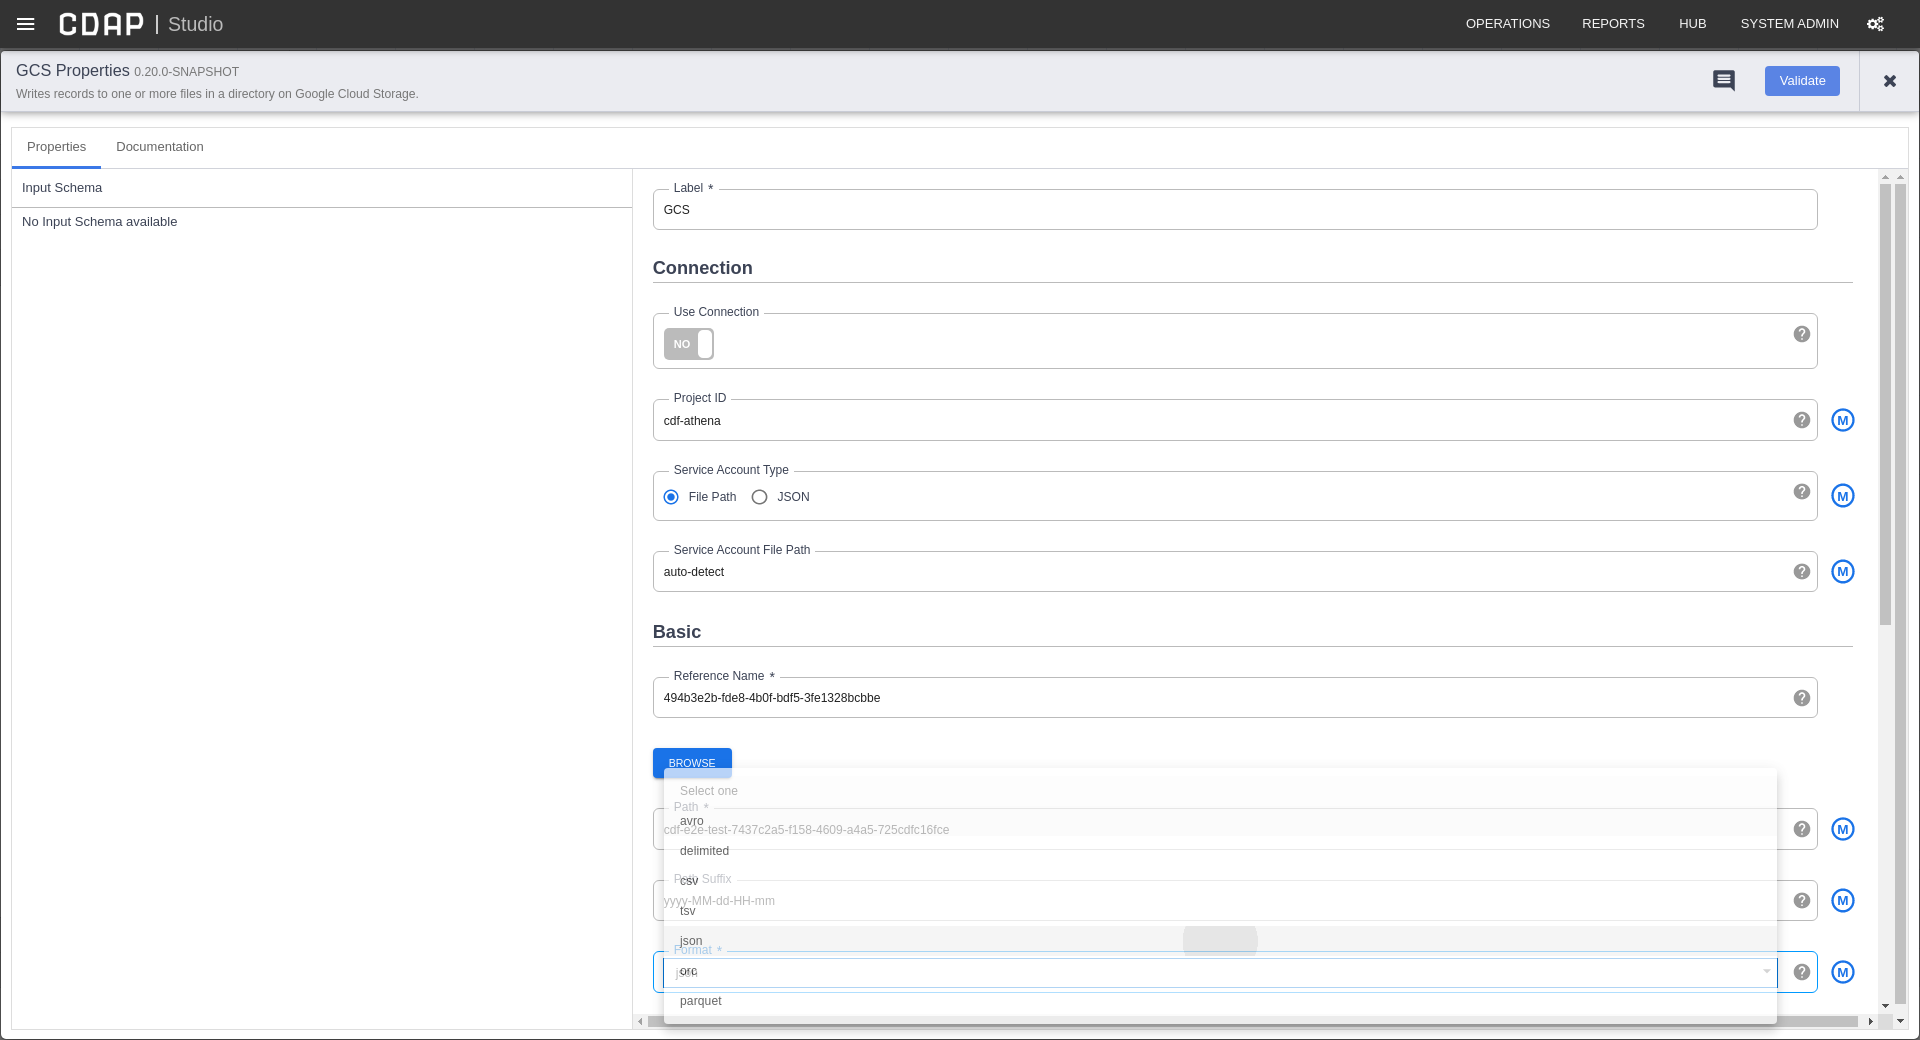 CDAP | Studio
OPERATIONS REPORTS HUB SYSTEM ADMIN
GCS Properties 0.20.0-SNAPSHOT
Writes records to one or more files in a directory on Google Cloud Storage.
Validate
Properties Documentation
Input Schema
No Input Schema available
Label *
GCS
Connection
Use Connection
NO
Project ID
cdf-athena
M
Service Account Type
File Path JSON
M
Service Account File Path
auto-detect
M
Basic
Reference Name *
494b3e2b-fde8-4b0f-bdf5-3fe1328bcbbe
BROWSE
Select one
Path *
avro
cdf-e2e-test-7437c2a5-f158-4609-a4a5-725cdfc16fce
M
delimited
Path Suffix
csv
yyyy-MM-dd-HH-mm
M
tsv
json
Format *
orc
json
M
parquet